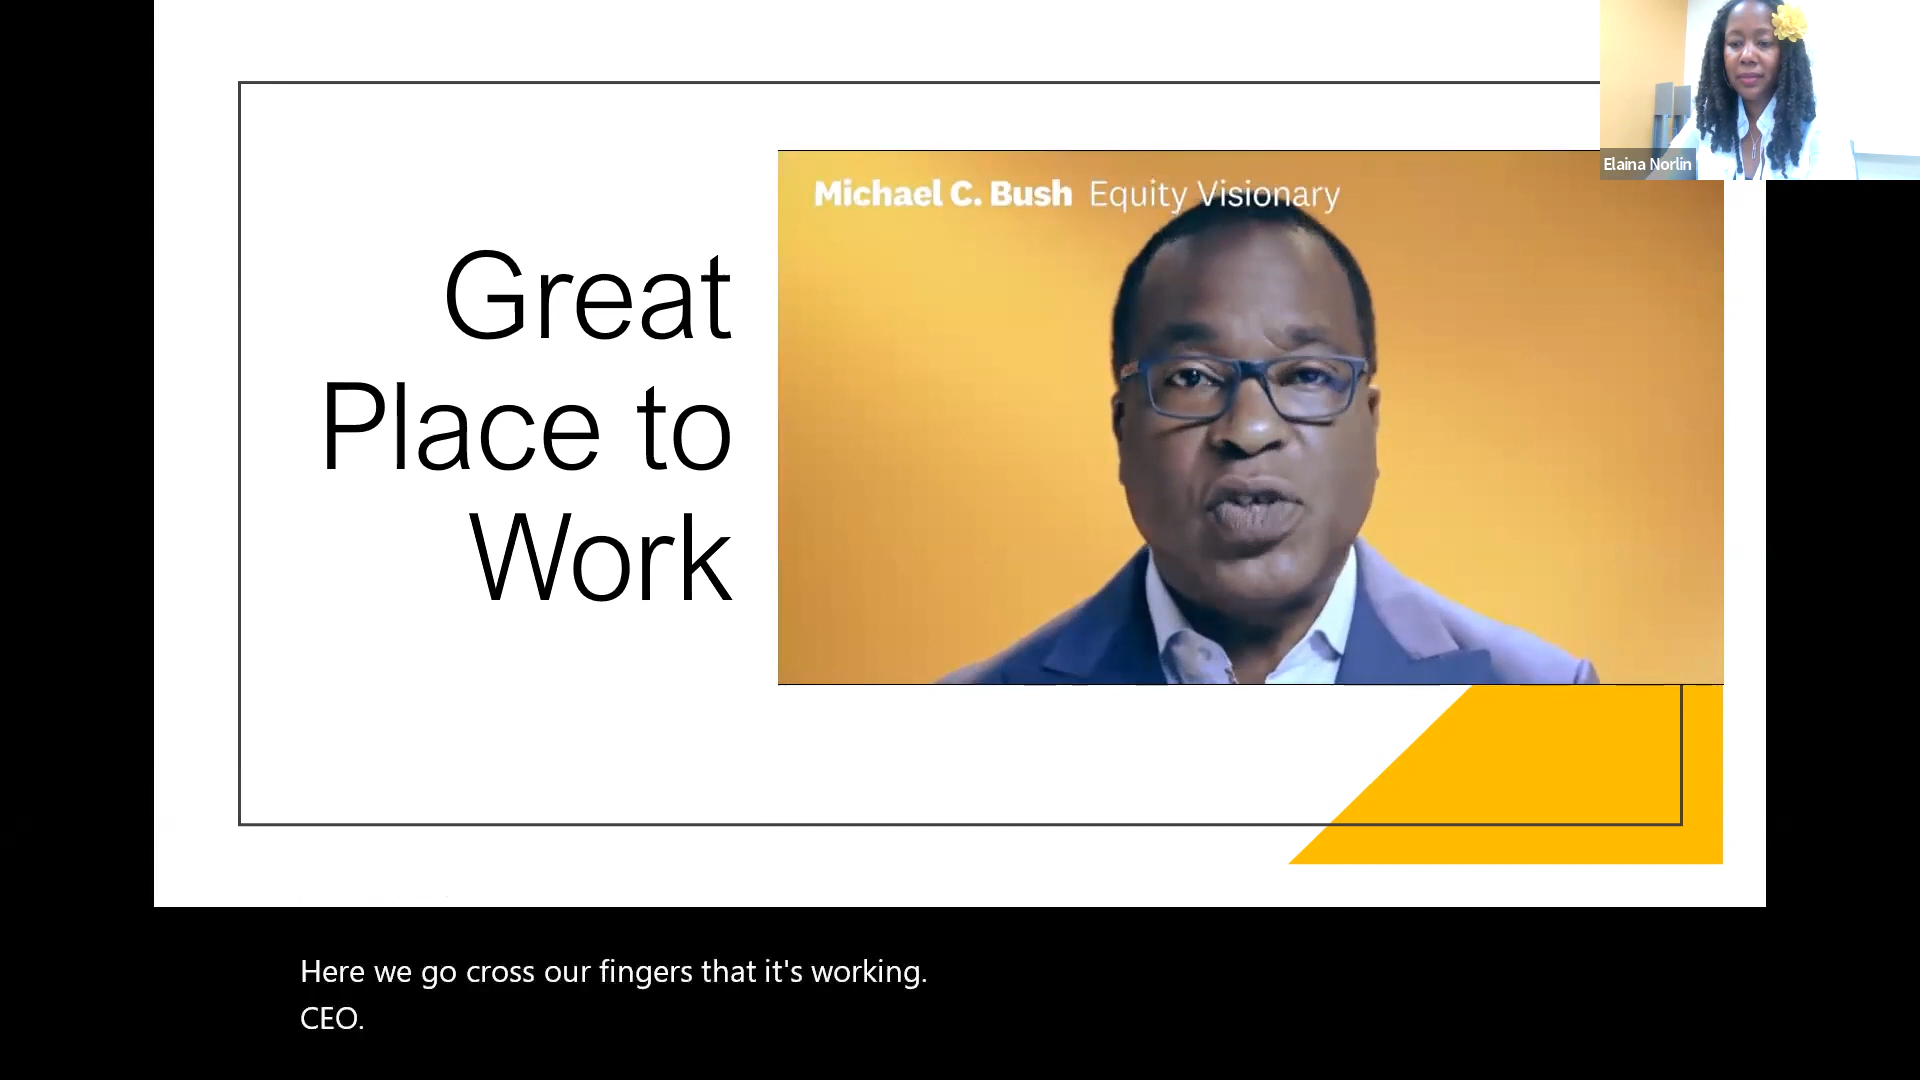 Elaina Norlin
Michael C. Bush Equity Visionary
Great
Place to
Work
Here we go cross our fingers that it's working.
CEO.